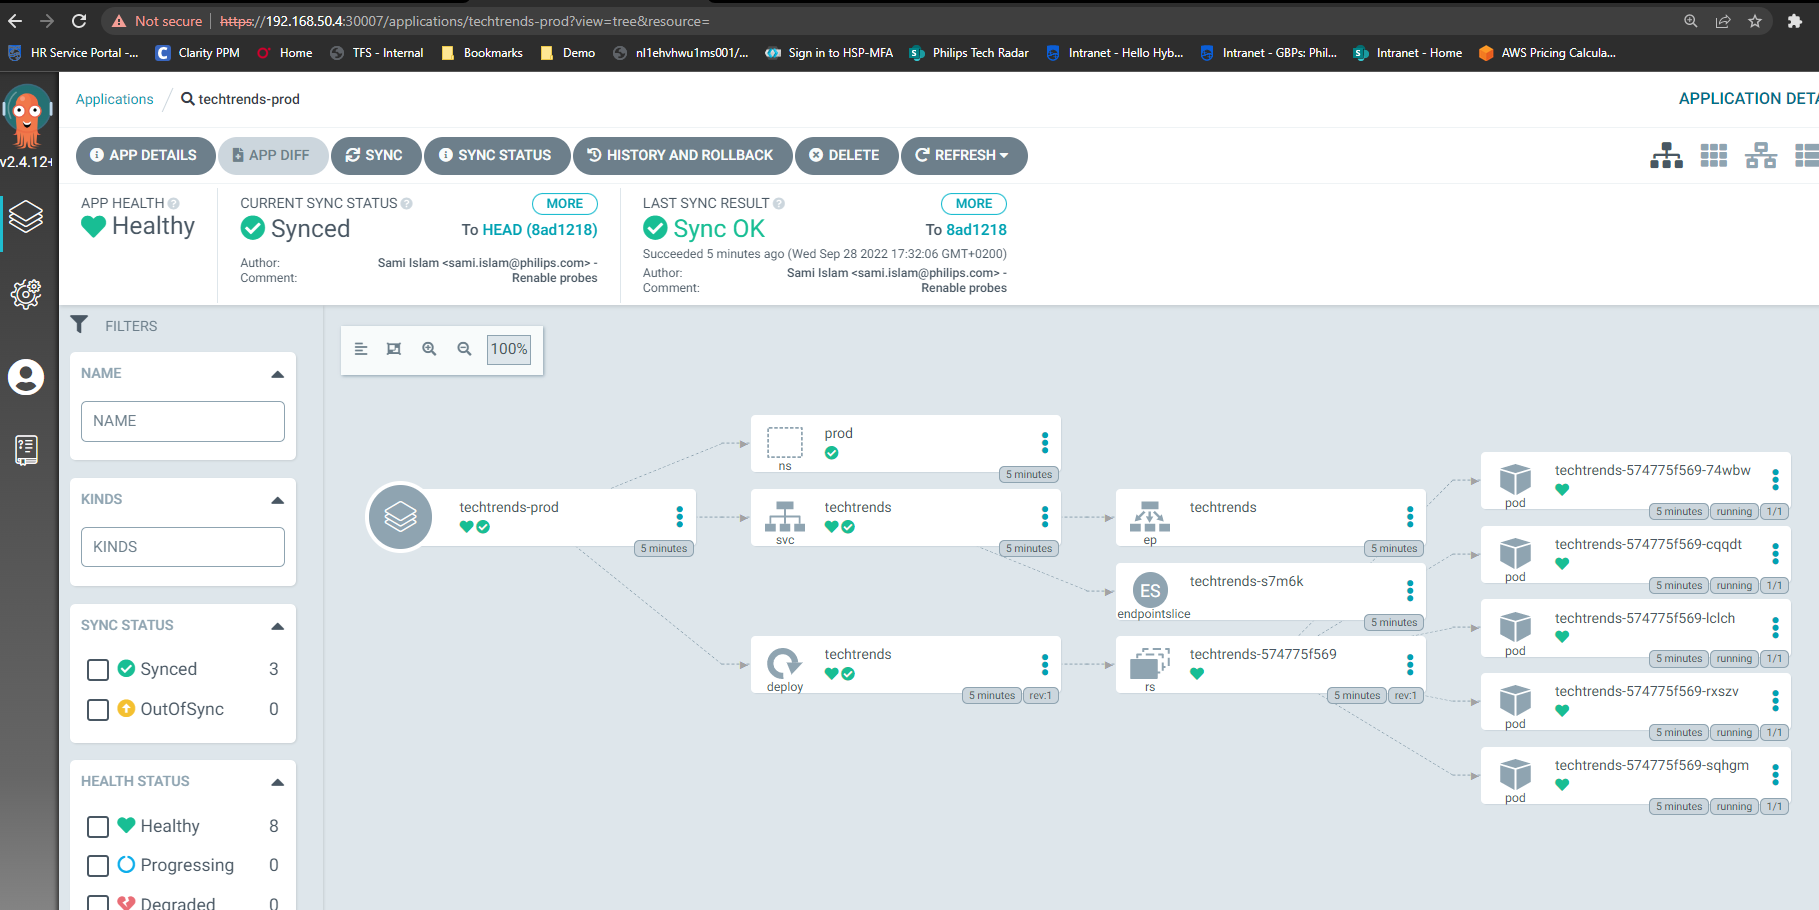 Not secure | https://192.168.50.4:30007/applications/techtrends-prod?view=tree&resource=
HR Service Portal -... Clarity PPM Home TFS - Internal Bookmarks Demo nl1ehvhwu1ms001/... Sign in to HSP-MFA Philips Tech Radar Intranet - Hello Hyb... Intranet - GBPs: Phil... Intranet - Home AWS Pricing Calcula...
Applications / techtrends-prod
APPLICATION DETA
v2.4.12+
APP DETAILS APP DIFF SYNC SYNC STATUS HISTORY AND ROLLBACK DELETE REFRESH
APP HEALTH
Healthy
CURRENT SYNC STATUS MORE
Synced To HEAD (8ad1218)
Author: Sami Islam <sami.islam@philips.com> -
Comment: Renable probes
LAST SYNC RESULT MORE
Sync OK To 8ad1218
Succeeded 5 minutes ago (Wed Sep 28 2022 17:32:06 GMT+0200)
Author: Sami Islam <sami.islam@philips.com> -
Comment: Renable probes
FILTERS
NAME
NAME
KINDS
KINDS
SYNC STATUS
Synced 3
OutOfSync 0
HEALTH STATUS
Healthy 8
Progressing 0
Degraded 0
100%
techtrends-prod
5 minutes
prod
ns
5 minutes
techtrends
svc
5 minutes
techtrends
deploy
5 minutes rev:1
techtrends
ep
5 minutes
ES
techtrends-s7m6k
endpointslice
5 minutes
techtrends-574775f569
rs
5 minutes rev:1
techtrends-574775f569-74wbw
pod
5 minutes running 1/1
techtrends-574775f569-cqqdt
pod
5 minutes running 1/1
techtrends-574775f569-lclch
pod
5 minutes running 1/1
techtrends-574775f569-rxszv
pod
5 minutes running 1/1
techtrends-574775f569-sqhgm
pod
5 minutes running 1/1